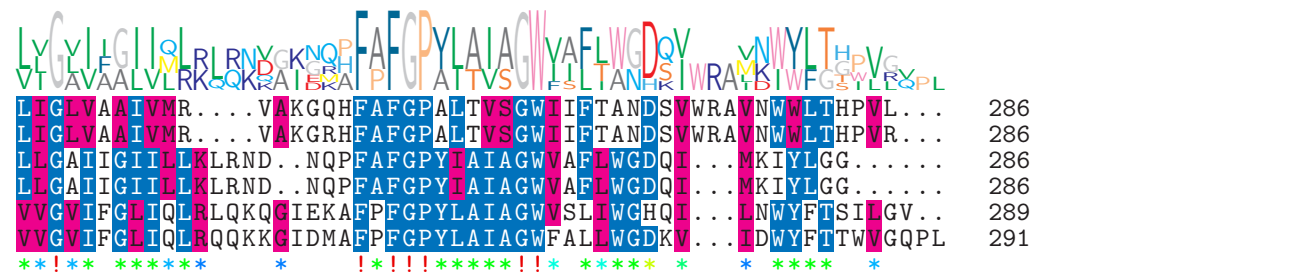 LIGLVAAIVMR....VAKGQHFAFGPALTVSGWIIFTANDSVWRAVNWWLTHPVL... 286
LIGLVAAIVMR....VAKGRHFAFGPALTVSGWIIFTANDSVWRAVNWWLTHPVR... 286
LLGAIIGIILLKLRND..NQPFAFGPYIAIAGWVAFLWGDQI...MKIYLGG...... 286
LLGAIIGIILLKLRND..NQPFAFGPYIAIAGWVAFLWGDQI...MKIYLGG...... 286
VVGVIFGLIQLRLQKQGIEKAFPFGPYLAIAGWVSLIWGHQI...LNWYFTSILGV.. 289
VVGVIFGLIQLRQQKKGIDMAFPFGPYLAIAGWFALLWGDKV...IDWYFTTWVGQPL 291
**!** ******    *    !*!!!*****!!* ***** *   * ****  *